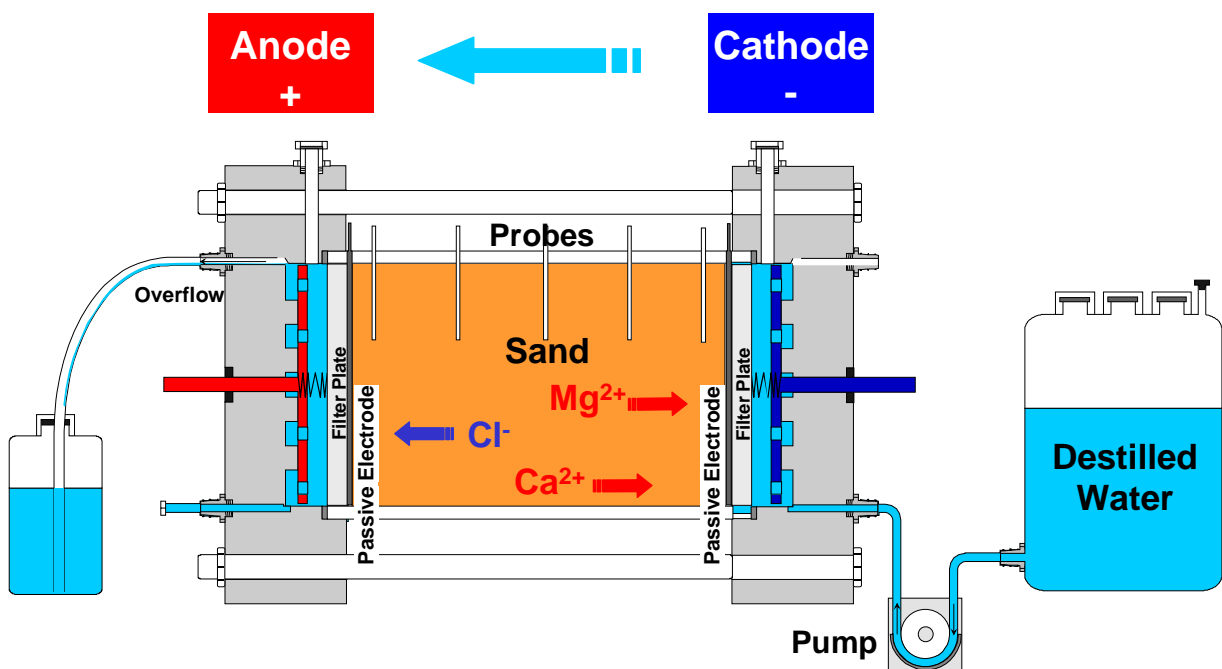 Anode
+
Cathode
-
Probes
Overflow
Sand
Filter Plate
Passive Electrode
Mg²⁺
Cl⁻
Ca²⁺
Passive Electrode
Filter Plate
Destilled
Water
Pump